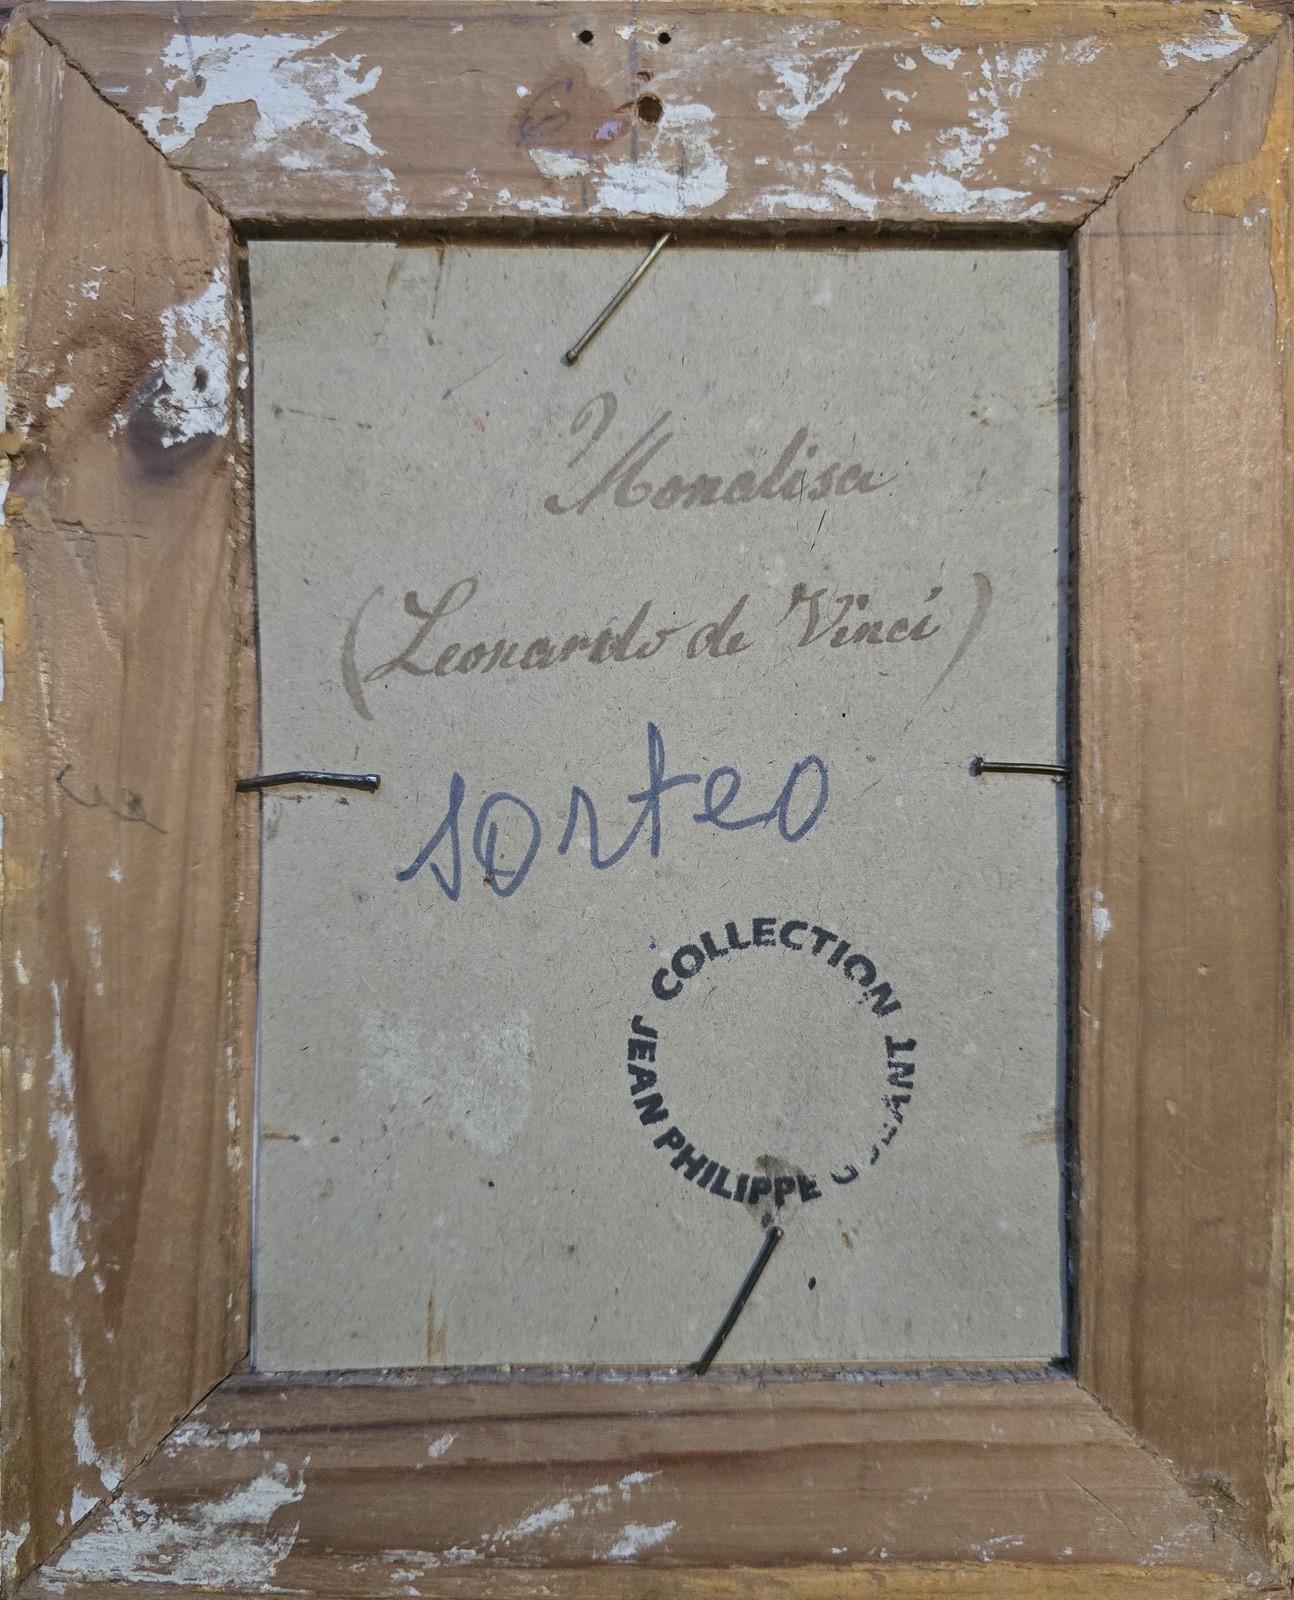 Monalisa
(Leonardo de Vinci)
sorteo
COLLECTION
JEAN PHILIPPE